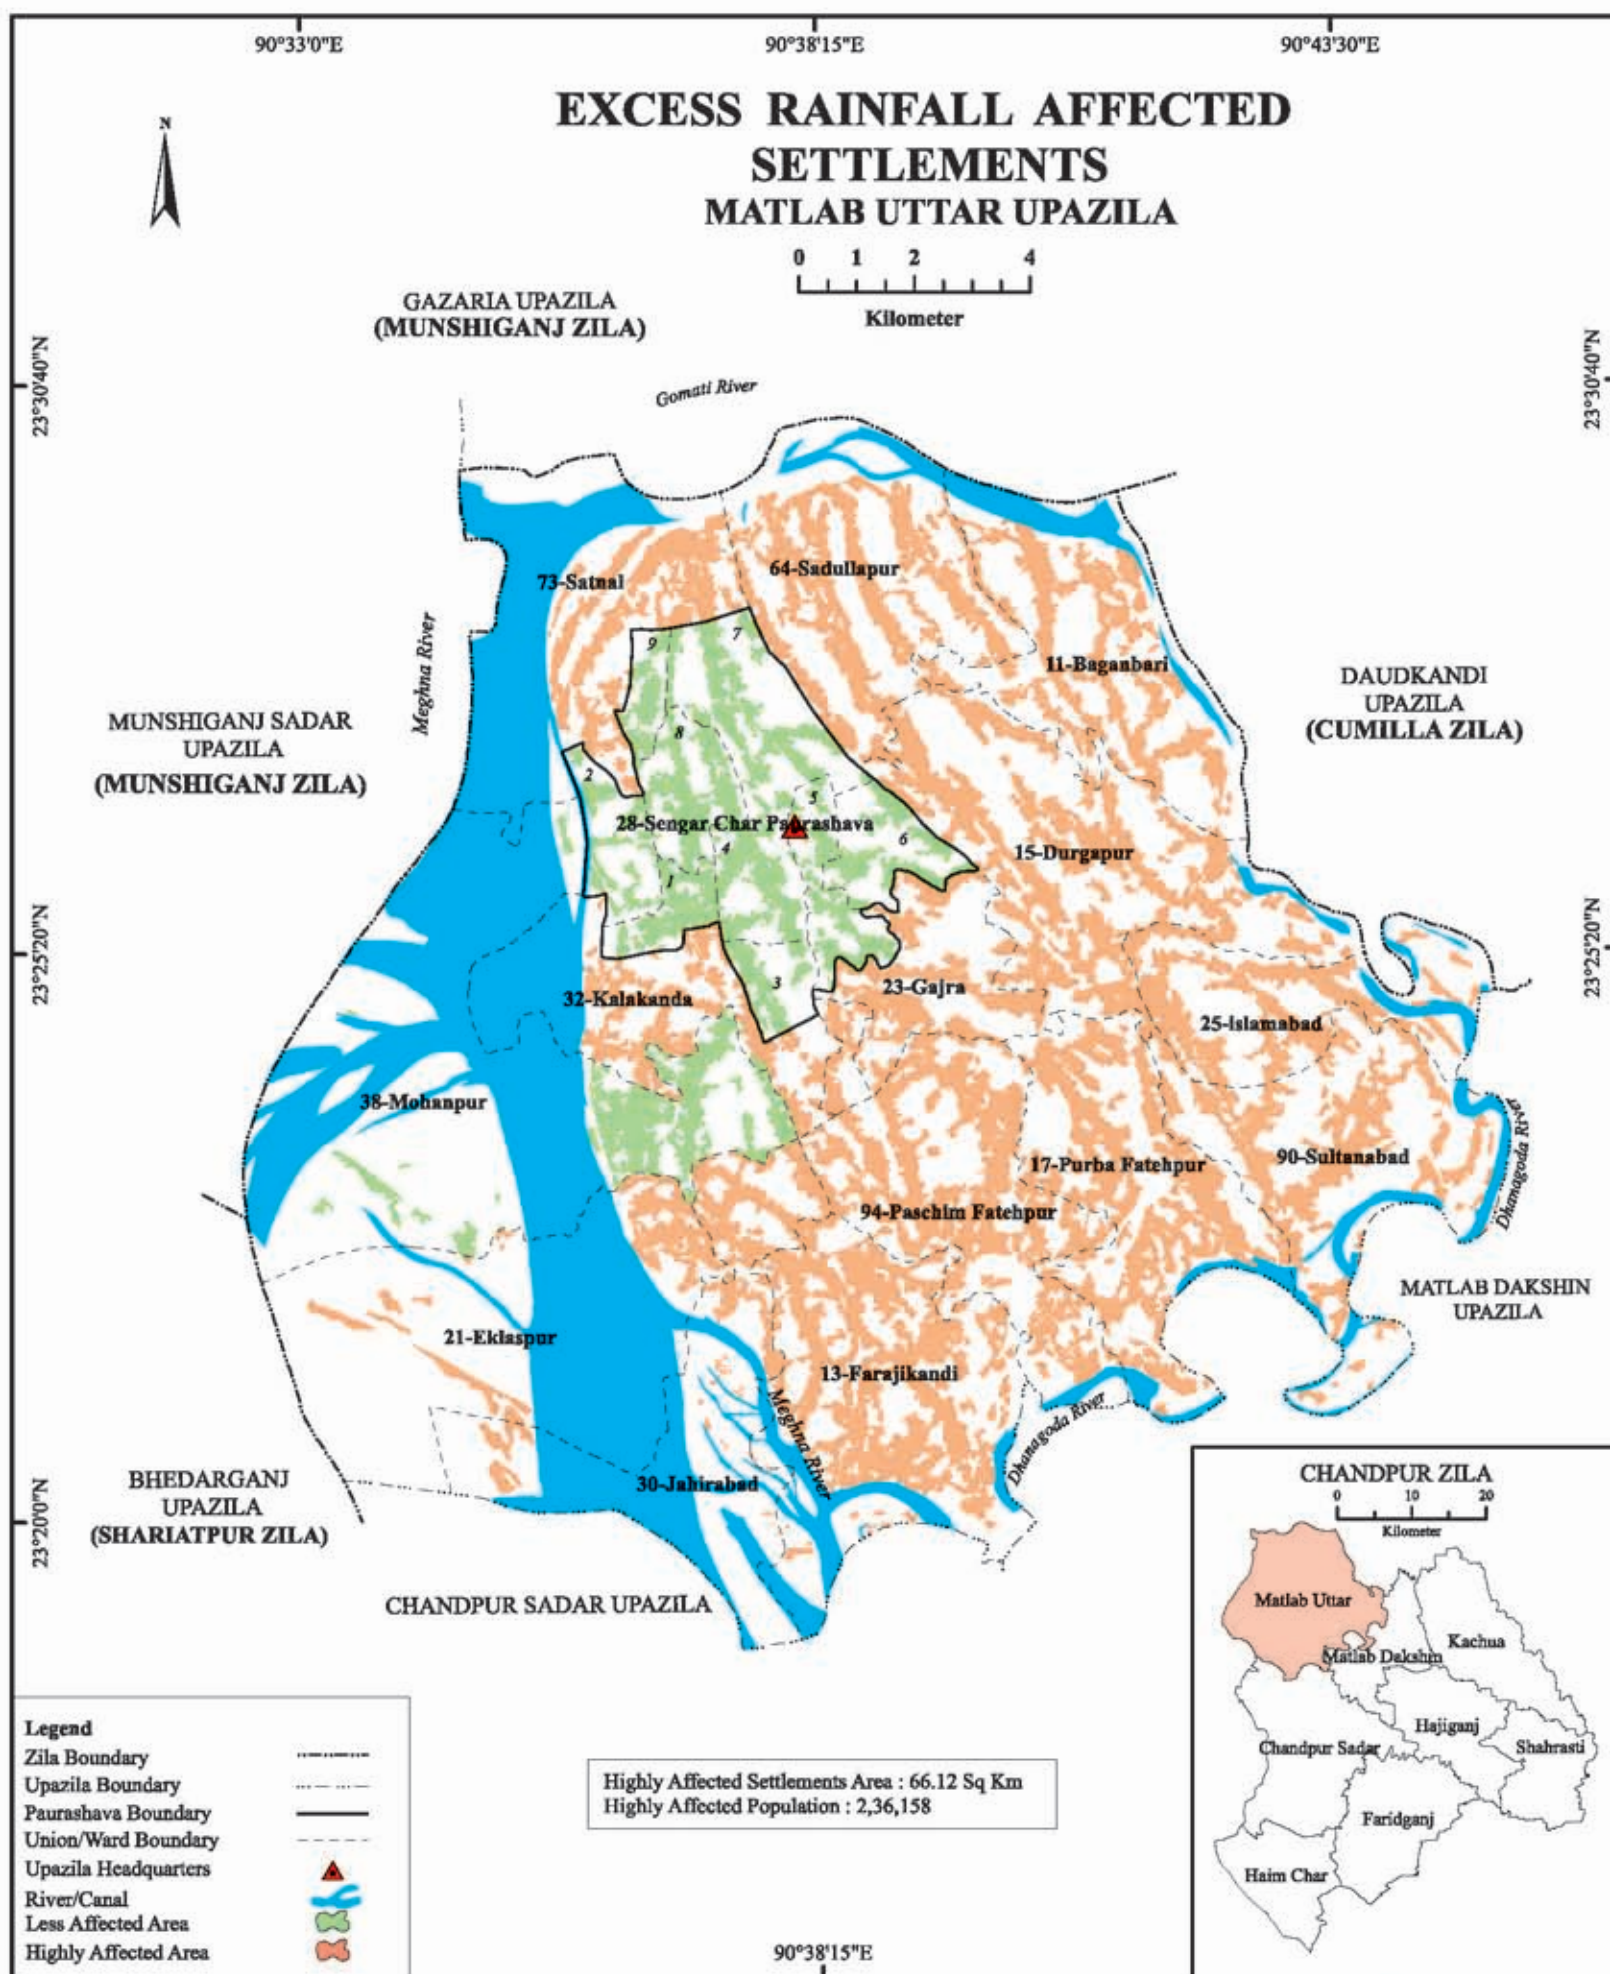 90°33'0"E
90°38'15"E
90°43'30"E
EXCESS RAINFALL AFFECTED
SETTLEMENTS
MATLAB UTTAR UPAZILA
N
0 1 2 4
Kilometer
GAZARIA UPAZILA
(MUNSHIGANJ ZILA)
23°30'40"N
23°30'40"N
Gomati River
73-Satnal
64-Sadullapur
Meghna River
9
7
11-Baganbari
DAUDKANDI
UPAZILA
(CUMILLA ZILA)
MUNSHIGANJ SADAR
UPAZILA
(MUNSHIGANJ ZILA)
8
2
5
28-Sengar Char Paurashava
6
4
15-Durgapur
1
23°25'20"N
23°25'20"N
3
23-Gajra
32-Kalakanda
25-Islamabad
38-Mohanpur
Dhanagoda River
17-Purba Fatehpur
90-Sultanabad
94-Paschim Fatehpur
MATLAB DAKSHIN
UPAZILA
21-Eklaspur
13-Farajikandi
Meghna River
Dhanagoda River
30-Jahirabad
BHEDARGANJ
UPAZILA
(SHARIATPUR ZILA)
23°20'0"N
CHANDPUR SADAR UPAZILA
CHANDPUR ZILA
0 10 20
Kilometer
Matlab Uttar
Kachua
Matlab Dakshin
Hajiganj
Chandpur Sadar
Shahrasti
Faridganj
Haim Char
Legend
Zila Boundary
Upazila Boundary
Paurashava Boundary
Union/Ward Boundary
Upazila Headquarters
River/Canal
Less Affected Area
Highly Affected Area
Highly Affected Settlements Area : 66.12 Sq Km
Highly Affected Population : 2,36,158
90°38'15"E